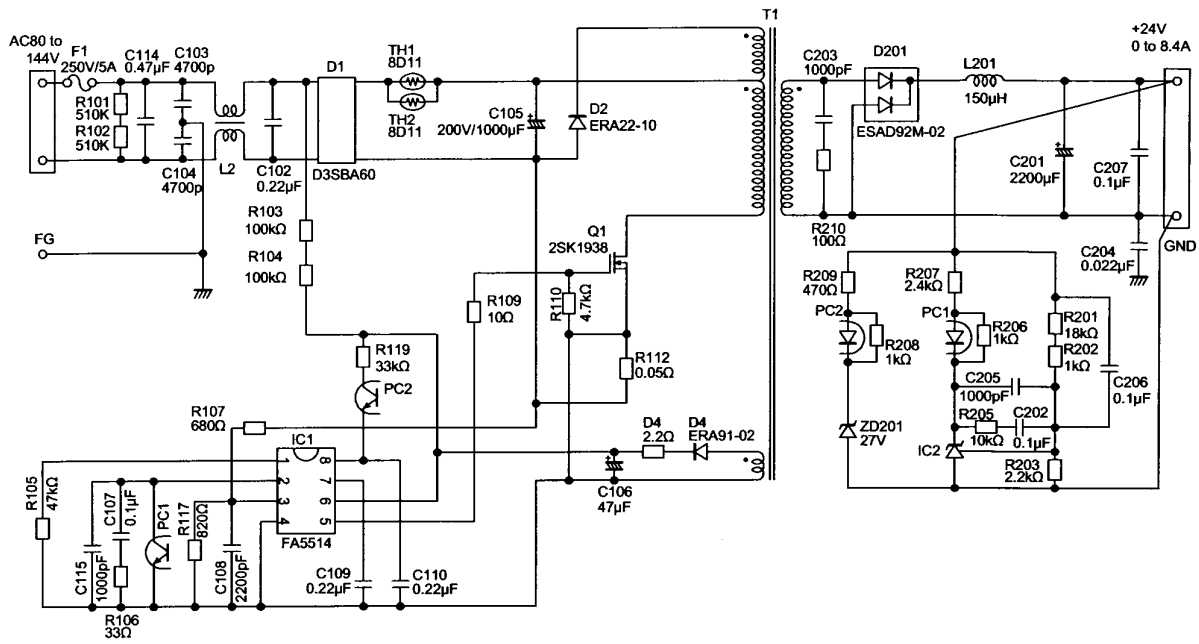 T1
AC80 to
144V
F1
250V/5A
C114
0.47μF
C103
4700p
R101
510K
R102
510K
C104
4700p
L2
C102
0.22μF
D1
D3SBA60
TH1
8D11
TH2
8D11
C105
200V/1000μF
D2
ERA22-10
C203
1000pF
D201
ESAD92M-02
L201
150μH
+24V
0 to 8.4A
C201
2200μF
C207
0.1μF
R210
100Ω
GND
C204
0.022μF
FG
R103
100kΩ
R104
100kΩ
Q1
2SK1938
R109
10Ω
R110
4.7kΩ
R112
0.05Ω
R119
33kΩ
PC2
R107
680Ω
D4
2.2Ω
D4
ERA91-02
C106
47μF
R209
470Ω
PC2
R208
1kΩ
ZD201
27V
R207
2.4kΩ
PC1
R206
1kΩ
C205
1000pF
R205
10kΩ
C202
0.1μF
IC2
R201
18kΩ
R202
1kΩ
C206
0.1μF
R203
2.2kΩ
IC1
1
2
3
4
8
7
6
5
FA5514
R105
47kΩ
C115
1000pF
C107
0.1μF
R106
33Ω
PC1
R117
820Ω
C108
2200pF
C109
0.22μF
C110
0.22μF